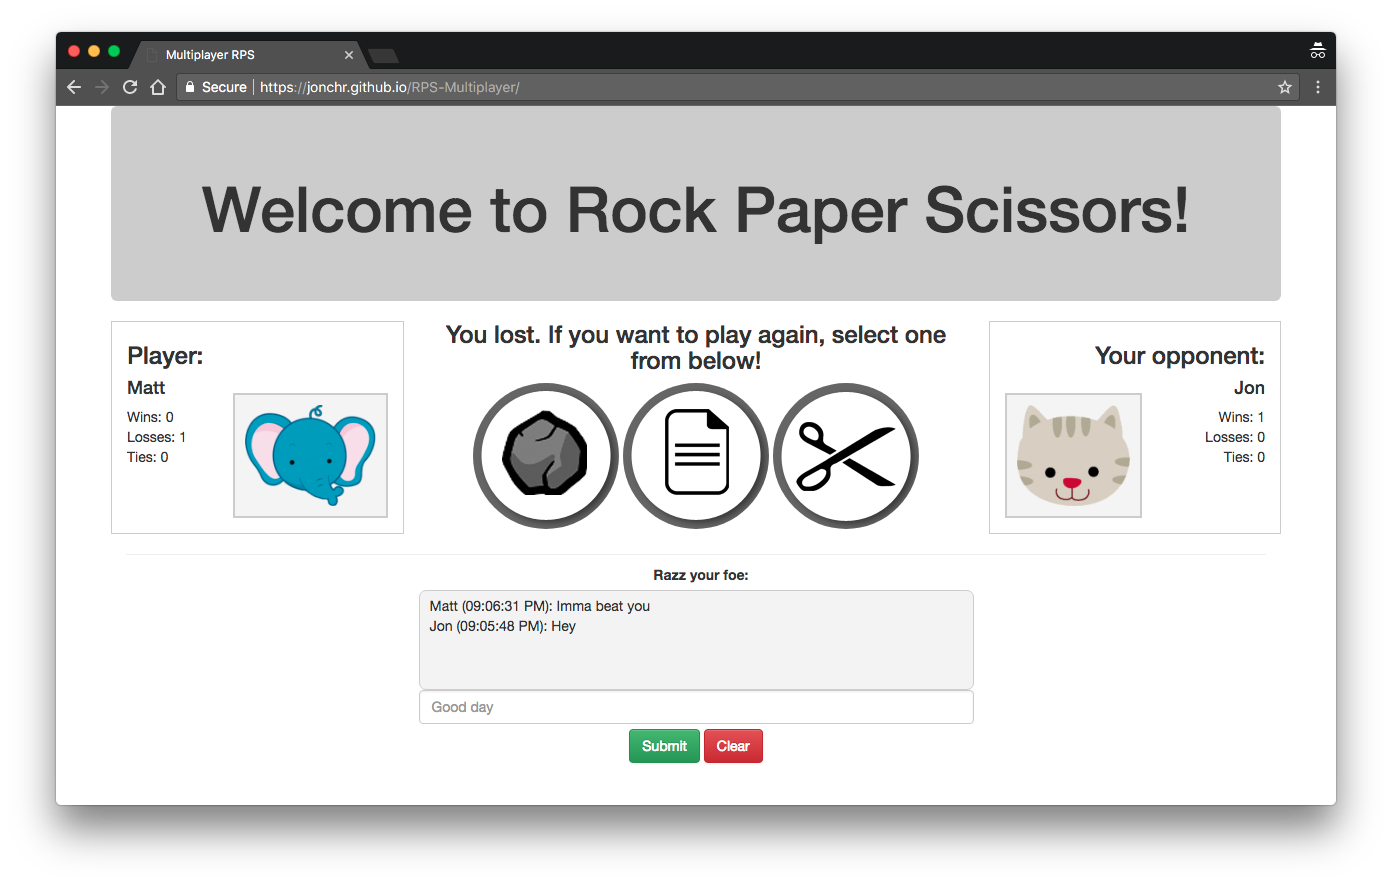 Multiplayer RPS
Secure https://jonchr.github.io/RPS-Multiplayer/
Welcome to Rock Paper Scissors!
Player:
Matt
Wins: 0
Losses: 1
Ties: 0
You lost. If you want to play again, select one
from below!
Your opponent:
Jon
Wins: 1
Losses: 0
Ties: 0
Razz your foe:
Matt (09:06:31 PM): Imma beat you
Jon (09:05:48 PM): Hey
Good day
Submit Clear